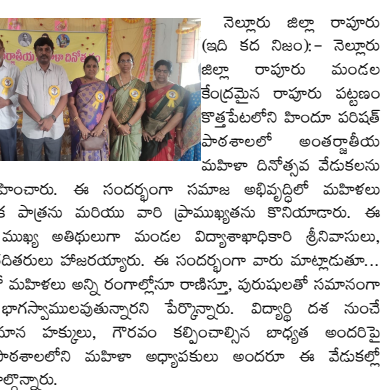 నెల్లూరు జిల్లా రాపూరు
(ఇది కద నిజం):- నెల్లూరు
జిల్లా రాపూరు మండల
కేంద్రమైన రాపూరు పట్టణం
కొత్తపేటలోని హిందూ పరిషత్
పాఠశాలలో అంతర్జాతీయ
మహిళా దినోత్సవ వేడుకలను
హించారు. ఈ సందర్భంగా సమాజ అభివృద్ధిలో మహిళలు
క పాత్రను మరియు వారి ప్రాముఖ్యతను కొనియాడారు. ఈ
ముఖ్య అతిథులుగా మండల విద్యాశాఖాధికారి శ్రీనివాసులు,
దితరులు హాజరయ్యారు. ఈ సందర్భంగా వారు మాట్లాడుతూ...
మహిళలు అన్ని రంగాల్లోనూ రాణిస్తూ, పురుషులతో సమానంగా
భాగస్వాములవుతున్నారని పేర్కొన్నారు. విద్యార్థి దశ నుంచే
మాన హక్కులు, గౌరవం కల్పించాల్సిన బాధ్యత అందరిపై
పాఠశాలలోని మహిళా అధ్యాపకులు అందరూ ఈ వేడుకల్లో
ల్గొన్నారు.